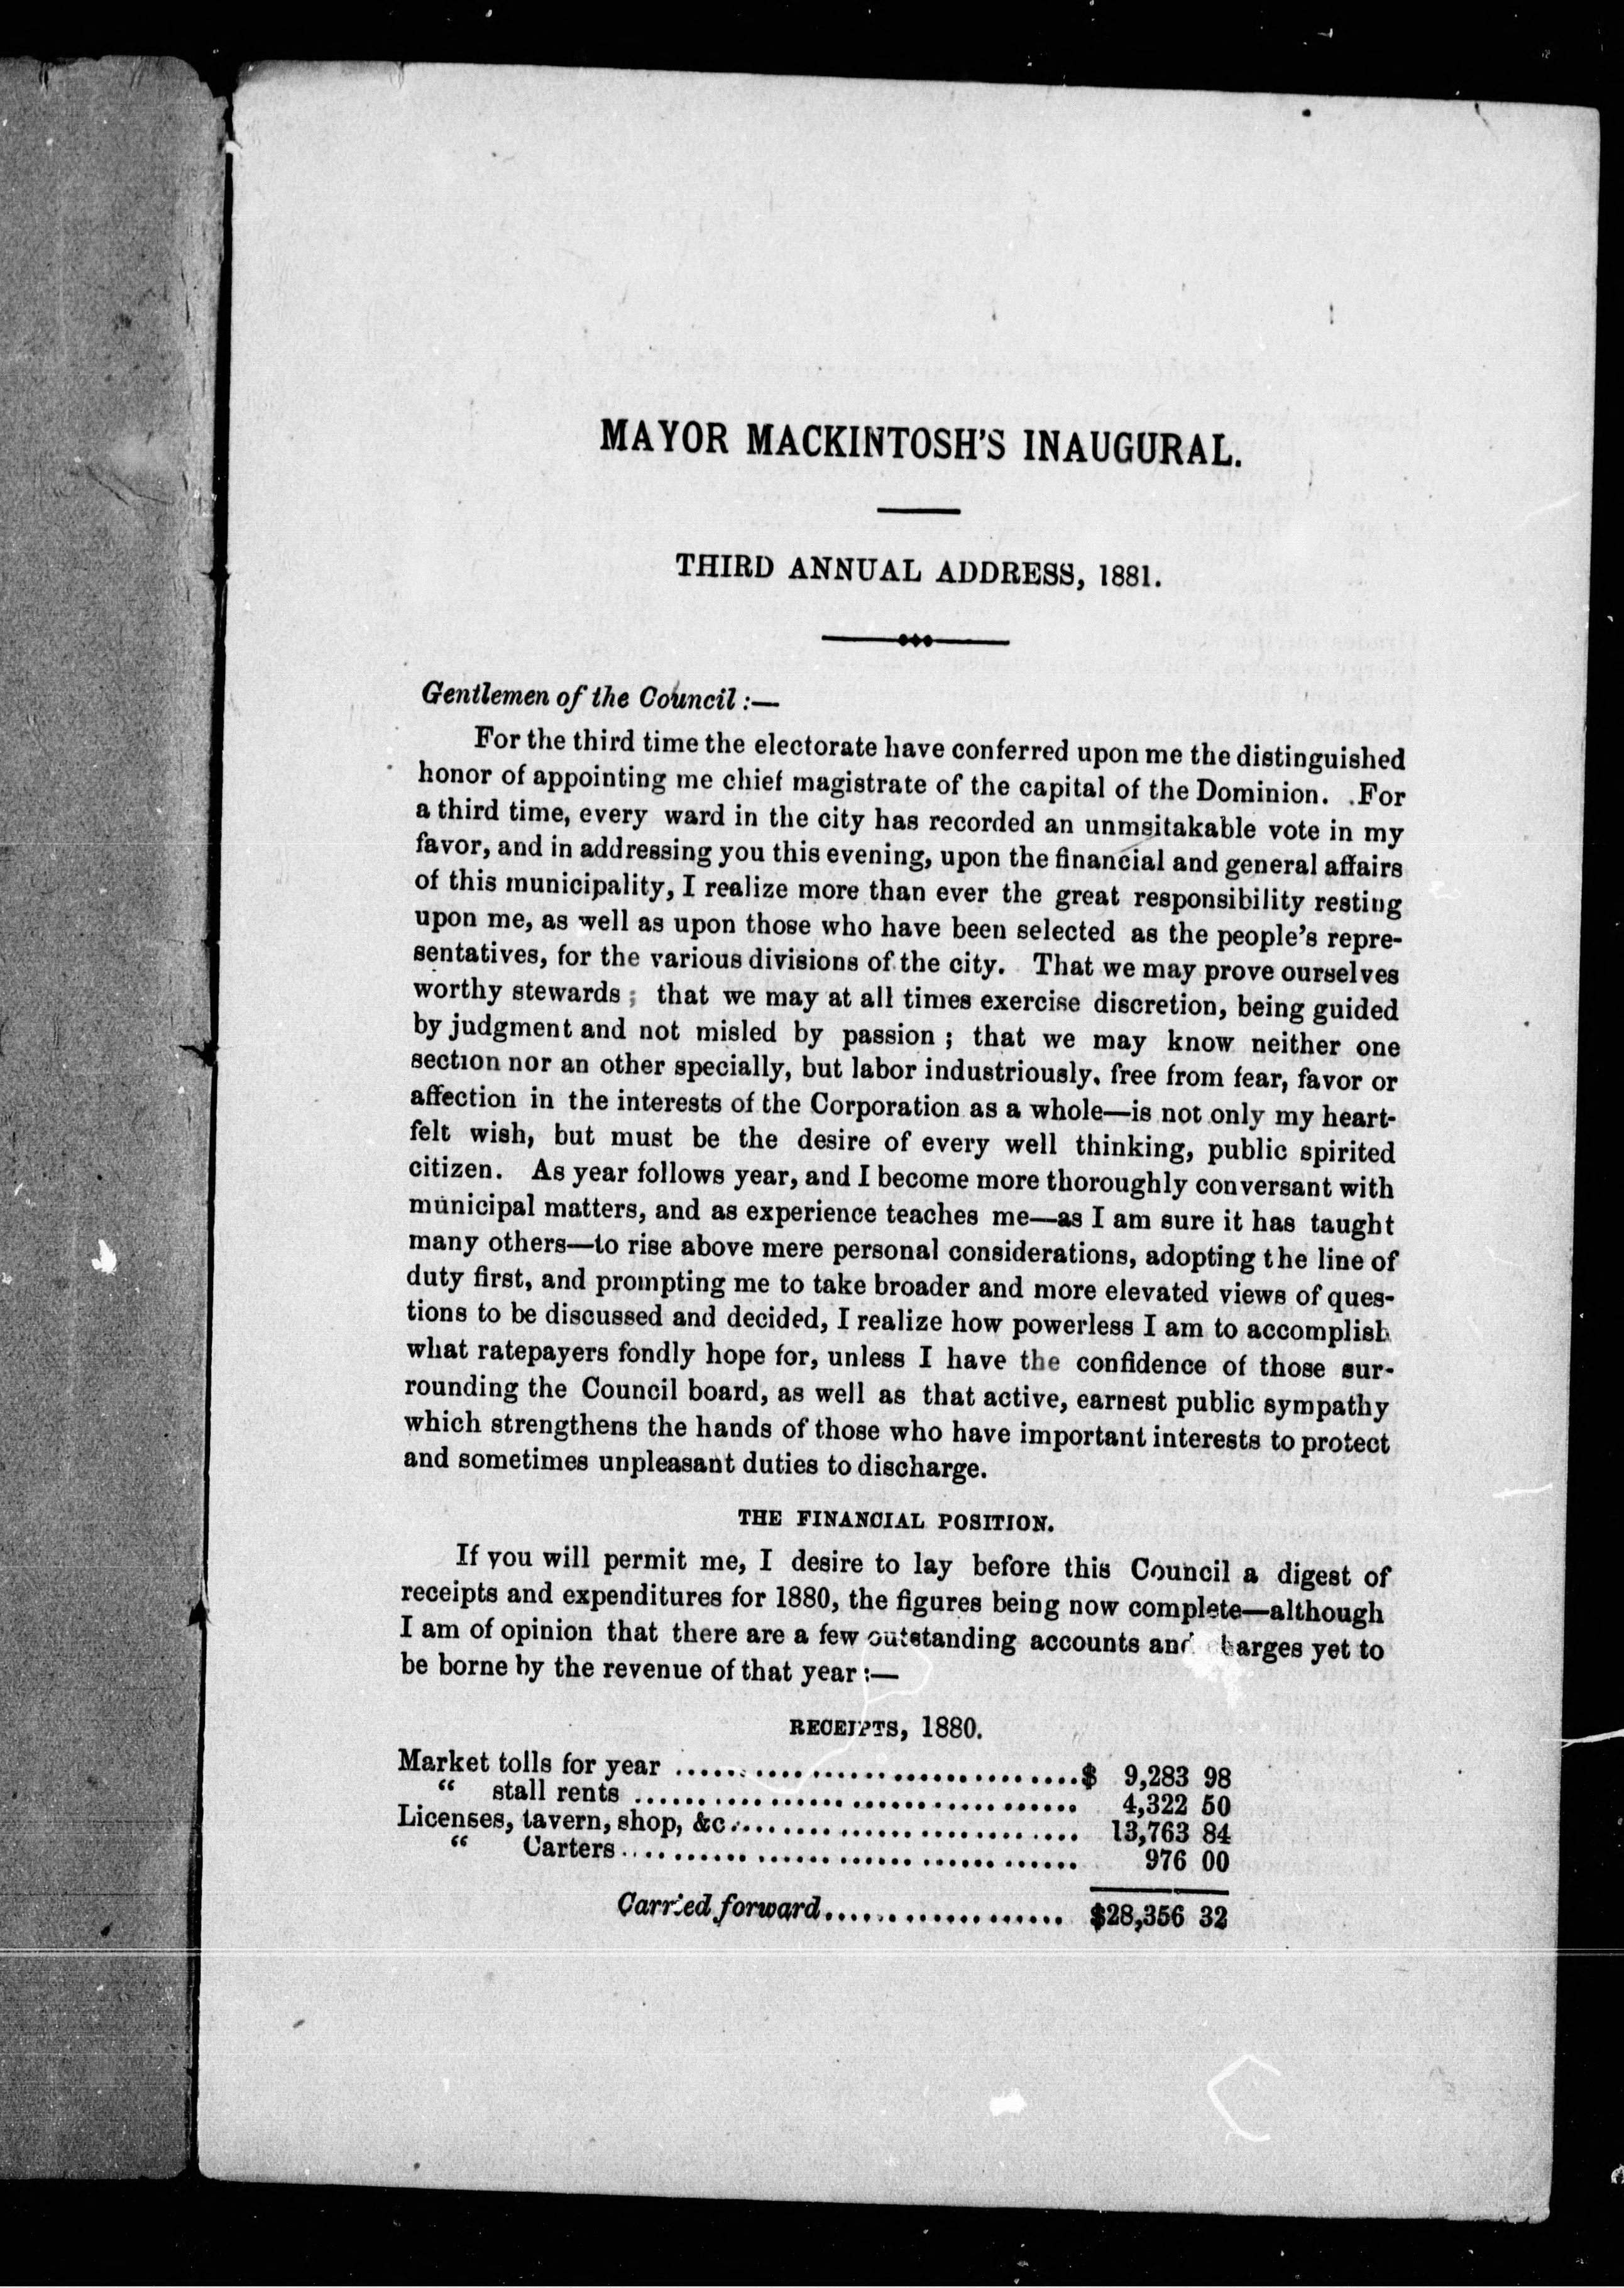 MAYOR MACKINTOSH'S INAUGURAL.
THIRD ANNUAL ADDRESS, 1881.
Gentlemen of the Council :—
For the third time the electorate have conferred upon me the distinguished
honor of appointing me chief magistrate of the capital of the Dominion. .For
a third time, every ward in the city has recorded an unmsitakable vote in my
favor, and in addressing you this evening, upon the financial and general affairs
of this municipality, I realize more than ever the great responsibility resting
upon me, as well as upon those who have been selected as the people's repre-
sentatives, for the various divisions of the city. That we may prove ourselves
worthy stewards ; that we may at all times exercise discretion, being guided
by judgment and not misled by passion ; that we may know neither one
section nor an other specially, but labor industriously, free from fear, favor or
affection in the interests of the Corporation as a whole—is not only my heart-
felt wish, but must be the desire of every well thinking, public spirited
citizen. As year follows year, and I become more thoroughly conversant with
municipal matters, and as experience teaches me—as I am sure it has taught
many others—to rise above mere personal considerations, adopting the line of
duty first, and prompting me to take broader and more elevated views of ques-
tions to be discussed and decided, I realize how powerless I am to accomplish
what ratepayers fondly hope for, unless I have the confidence of those sur-
rounding the Council board, as well as that active, earnest public sympathy
which strengthens the hands of those who have important interests to protect
and sometimes unpleasant duties to discharge.
THE FINANCIAL POSITION.
If you will permit me, I desire to lay before this Council a digest of
receipts and expenditures for 1880, the figures being now complete—although
I am of opinion that there are a few outstanding accounts and charges yet to
be borne by the revenue of that year :—
RECEIPTS, 1880.
Market tolls for year ........................................$ 9,283 98
“ stall rents ............................................ 4,322 50
Licenses, tavern, shop, &c.................................. 13,763 84
“ Carters............................................. 976 00
Carried forward....................... $28,356 32